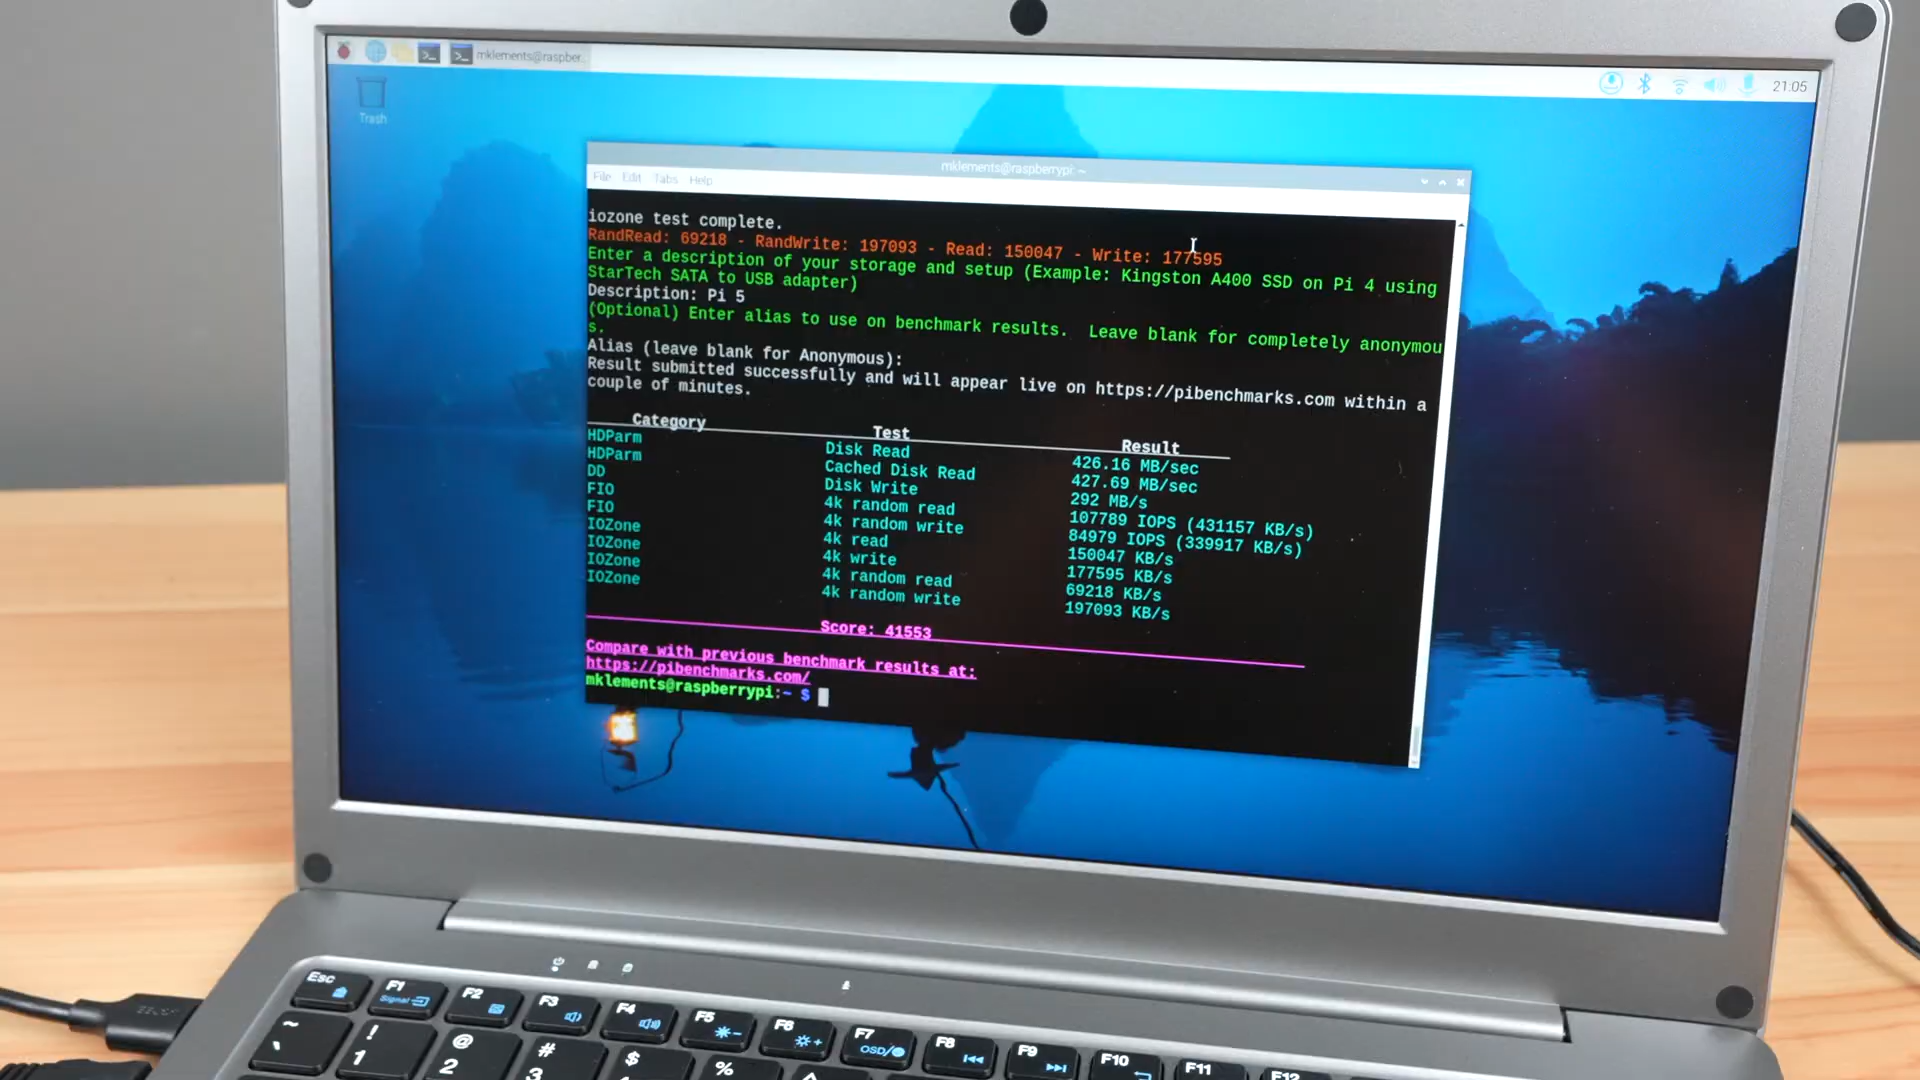 mklements@raspber...
21:05
Trash
mklements@raspberrypi: ~
File Edit Tabs Help
iozone test complete.
RandRead: 69218 - RandWrite: 197093 - Read: 150047 - Write: 177595
Enter a description of your storage and setup (Example: Kingston A400 SSD on Pi 4 using
StarTech SATA to USB adapter)
Description: Pi 5
(Optional) Enter alias to use on benchmark results.  Leave blank for completely anonymou
s.
Alias (leave blank for Anonymous):
Result submitted successfully and will appear live on https://pibenchmarks.com within a
couple of minutes.
Category Test Result
HDParm Disk Read 426.16 MB/sec
HDParm Cached Disk Read 427.69 MB/sec
DD Disk Write 292 MB/s
FIO 4k random read 107789 IOPS (431157 KB/s)
FIO 4k random write 84979 IOPS (339917 KB/s)
IOZone 4k read 150047 KB/s
IOZone 4k write 177595 KB/s
IOZone 4k random read 69218 KB/s
IOZone 4k random write 197093 KB/s
Score: 41553
Compare with previous benchmark results at:
https://pibenchmarks.com/
mklements@raspberrypi:~ $
Esc F1 F2 F3 F4 F5 F6 F7 F8 F9 F10 F11 F12
Signal OSD/
~ ! @ # $ %
` 1 2 3